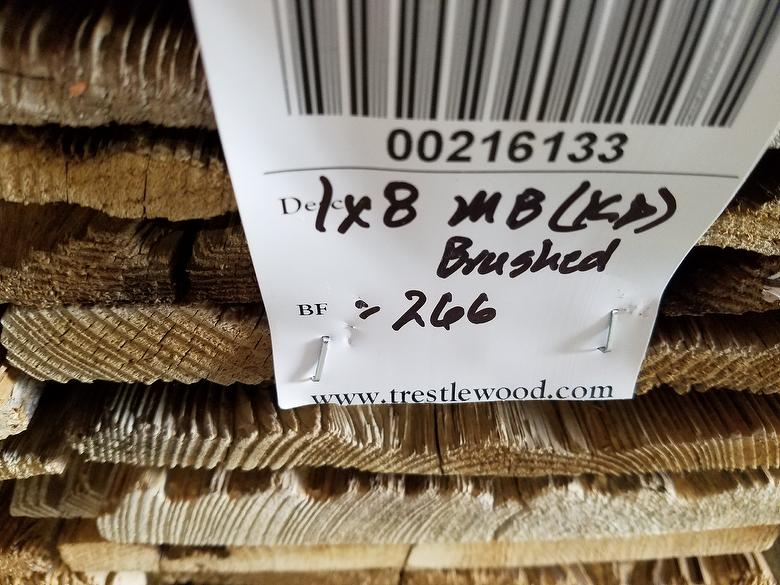 00216133
Desc 1x8 MB (KD)
Brushed
BF ~ 266
www.trestlewood.com